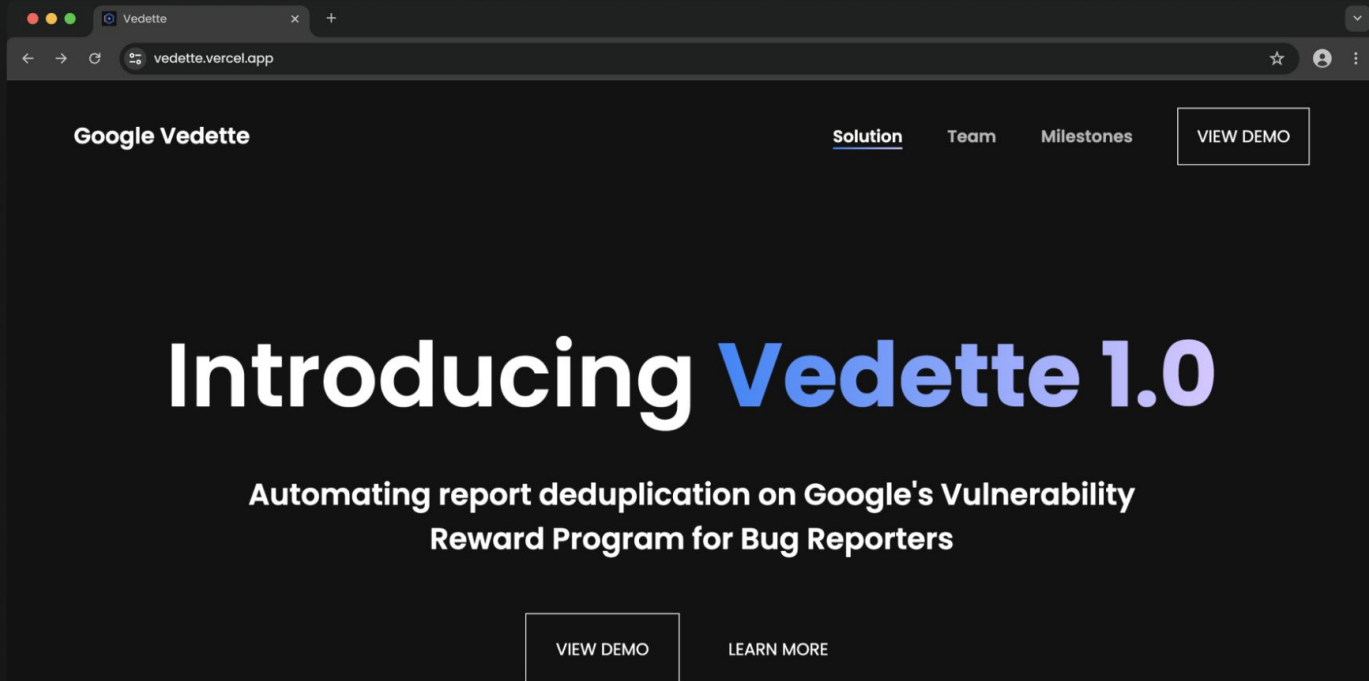 Vedette
vedette.vercel.app
Google Vedette
Solution
Team
Milestones
VIEW DEMO
Introducing Vedette 1.0
Automating report deduplication on Google's Vulnerability
Reward Program for Bug Reporters
VIEW DEMO
LEARN MORE